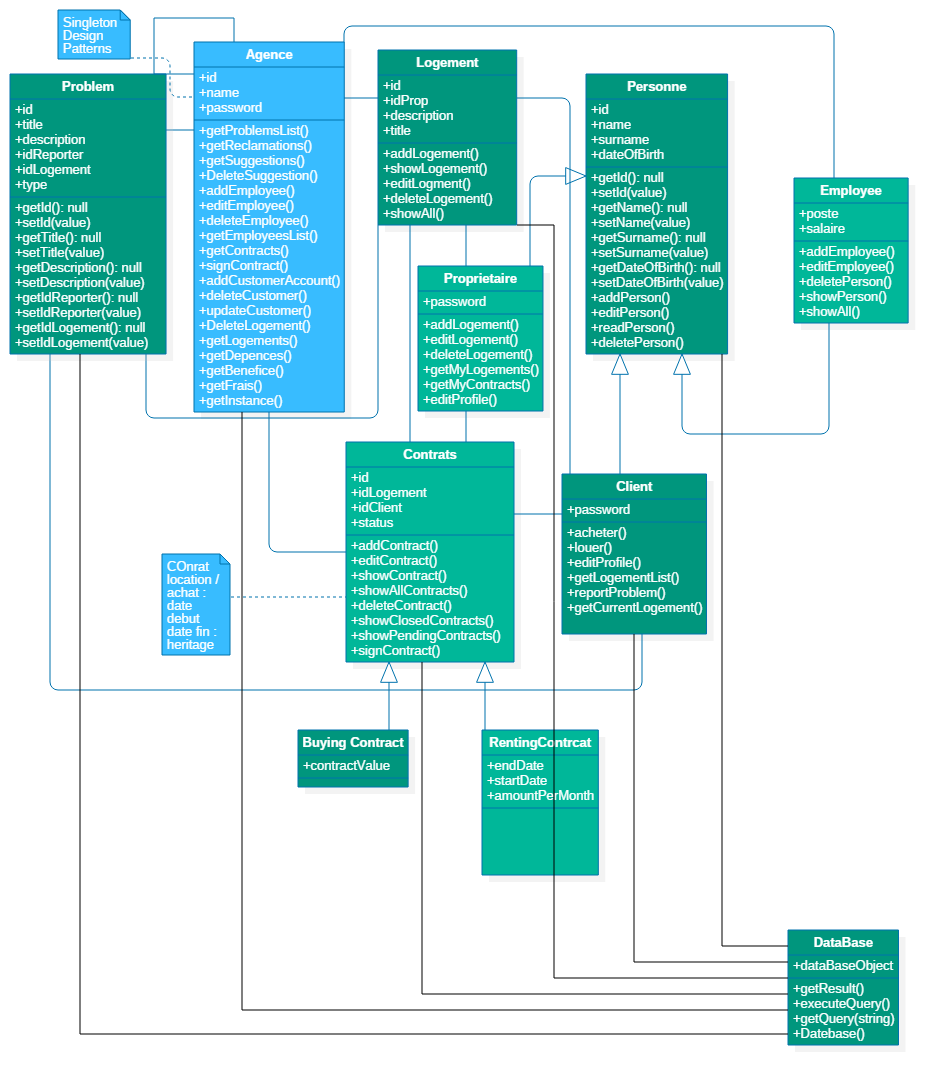 Singleton
Design
Patterns
Problem
+id
+title
+description
+idReporter
+idLogement
+type
+getId(): null
+setId(value)
+getTitle(): null
+setTitle(value)
+getDescription(): null
+setDescription(value)
+getIdReporter(): null
+setIdReporter(value)
+getIdLogement(): null
+setIdLogement(value)
Agence
+id
+name
+password
+getProblemsList()
+getReclamations()
+getSuggestions()
+DeleteSuggestion()
+addEmployee()
+editEmployee()
+deleteEmployee()
+getEmployeesList()
+getContracts()
+signContract()
+addCustomerAccount()
+deleteCustomer()
+updateCustomer()
+DeleteLogement()
+getLogements()
+getDepences()
+getBenefice()
+getFrais()
+getInstance()
Logement
+id
+idProp
+description
+title
+addLogement()
+showLogement()
+editLogment()
+deleteLogement()
+showAll()
Personne
+id
+name
+surname
+dateOfBirth
+getId(): null
+setId(value)
+getName(): null
+setName(value)
+getSurname(): null
+setSurname(value)
+getDateOfBirth(): null
+setDateOfBirth(value)
+addPerson()
+editPerson()
+readPerson()
+deletePerson()
Employee
+poste
+salaire
+addEmployee()
+editEmployee()
+deletePerson()
+showPerson()
+showAll()
Proprietaire
+password
+addLogement()
+editLogement()
+deleteLogement()
+getMyLogements()
+getMyContracts()
+editProfile()
Contrats
+id
+idLogement
+idClient
+status
+addContract()
+editContract()
+showContract()
+showAllContracts()
+deleteContract()
+showClosedContracts()
+showPendingContracts()
+signContract()
Client
+password
+acheter()
+louer()
+editProfile()
+getLogementList()
+reportProblem()
+getCurrentLogement()
COnrat
location /
achat :
date
debut
date fin :
heritage
Buying Contract
+contractValue
RentingContrcat
+endDate
+startDate
+amountPerMonth
DataBase
+dataBaseObject
+getResult()
+executeQuery()
+getQuery(string)
+Datebase()